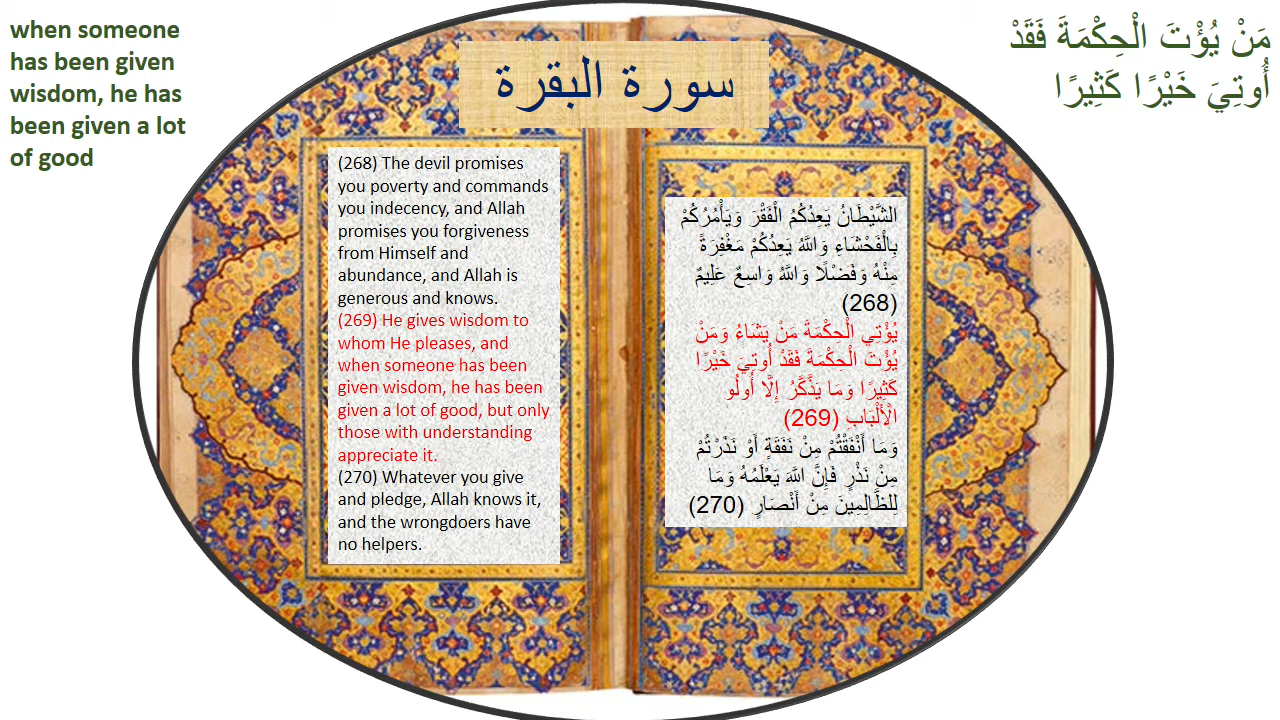 when someone
has been given
wisdom, he has
been given a lot
of good
مَنْ يُؤْتَ الْحِكْمَةَ فَقَدْ
أُوتِيَ خَيْرًا كَثِيرًا
سورة البقرة
(268) The devil promises
you poverty and commands
you indecency, and Allah
promises you forgiveness
from Himself and
abundance, and Allah is
generous and knows.
(269) He gives wisdom to
whom He pleases, and
when someone has been
given wisdom, he has been
given a lot of good, but only
those with understanding
appreciate it.
(270) Whatever you give
and pledge, Allah knows it,
and the wrongdoers have
no helpers.
الشَّيْطَانُ يَعِدُكُمُ الْفَقْرَ وَيَأْمُرُكُمْ
بِالْفَحْشَاءِ وَاللَّهُ يَعِدُكُمْ مَغْفِرَةً
مِنْهُ وَفَضْلًا وَاللَّهُ وَاسِعٌ عَلِيمٌ
(268)
يُؤْتِي الْحِكْمَةَ مَنْ يَشَاءُ وَمَنْ
يُؤْتَ الْحِكْمَةَ فَقَدْ أُوتِيَ خَيْرًا
كَثِيرًا وَمَا يَذَّكَّرُ إِلَّا أُولُو
الْأَلْبَابِ (269)
وَمَا أَنْفَقْتُمْ مِنْ نَفَقَةٍ أَوْ نَذَرْتُمْ
مِنْ نَذْرٍ فَإِنَّ اللَّهَ يَعْلَمُهُ وَمَا
لِلظَّالِمِينَ مِنْ أَنْصَارٍ (270)